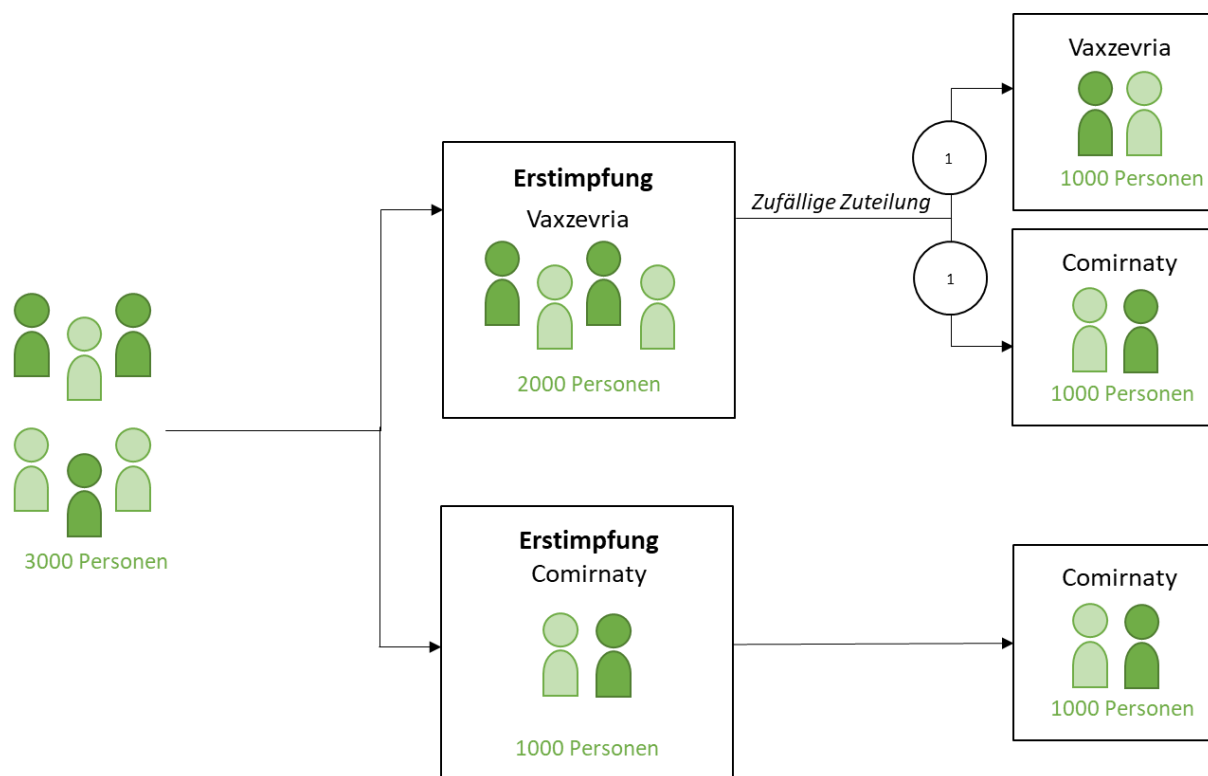 3000 Personen
Erstimpfung
Vaxzevria
2000 Personen
Zufällige Zuteilung
1
1
Vaxzevria
1000 Personen
Comirnaty
1000 Personen
Erstimpfung
Comirnaty
1000 Personen
Comirnaty
1000 Personen